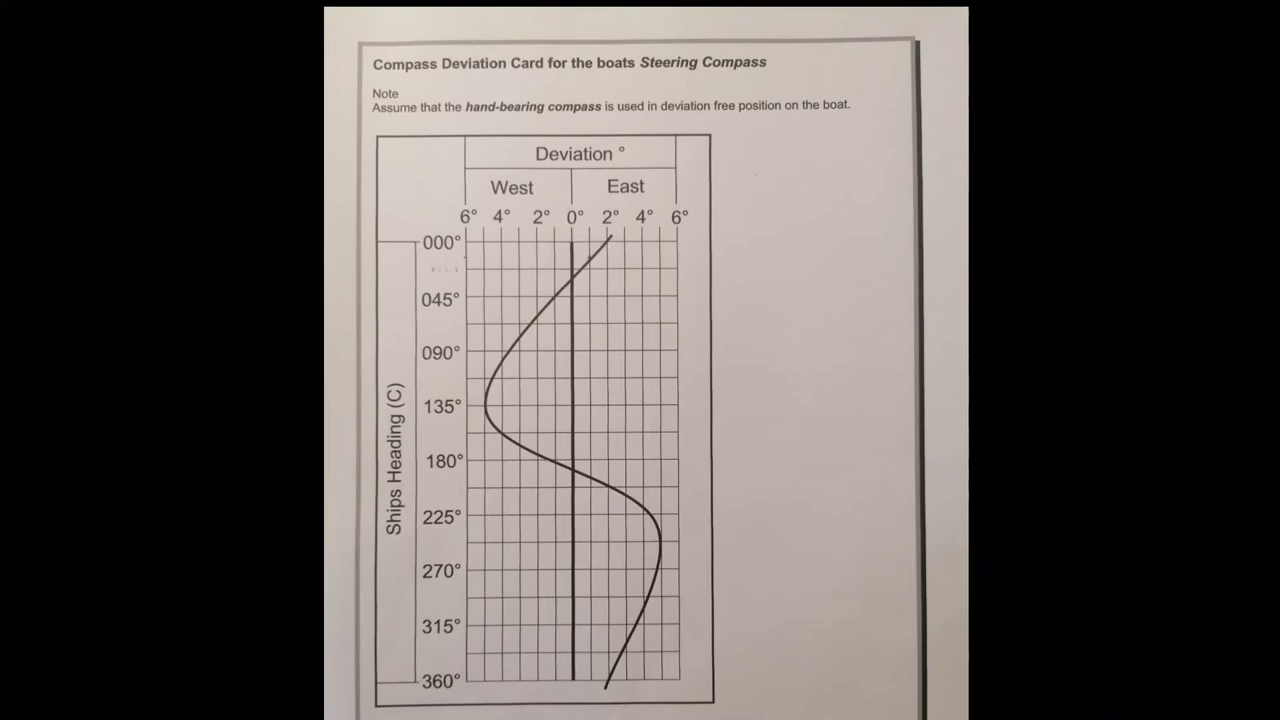 Compass Deviation Card for the boats Steering Compass
Note
Assume that the hand-bearing compass is used in deviation free position on the boat.
Deviation °
West East
6° 4° 2° 0° 2° 4° 6°
Ships Heading (C)
000°
045°
090°
135°
180°
225°
270°
315°
360°